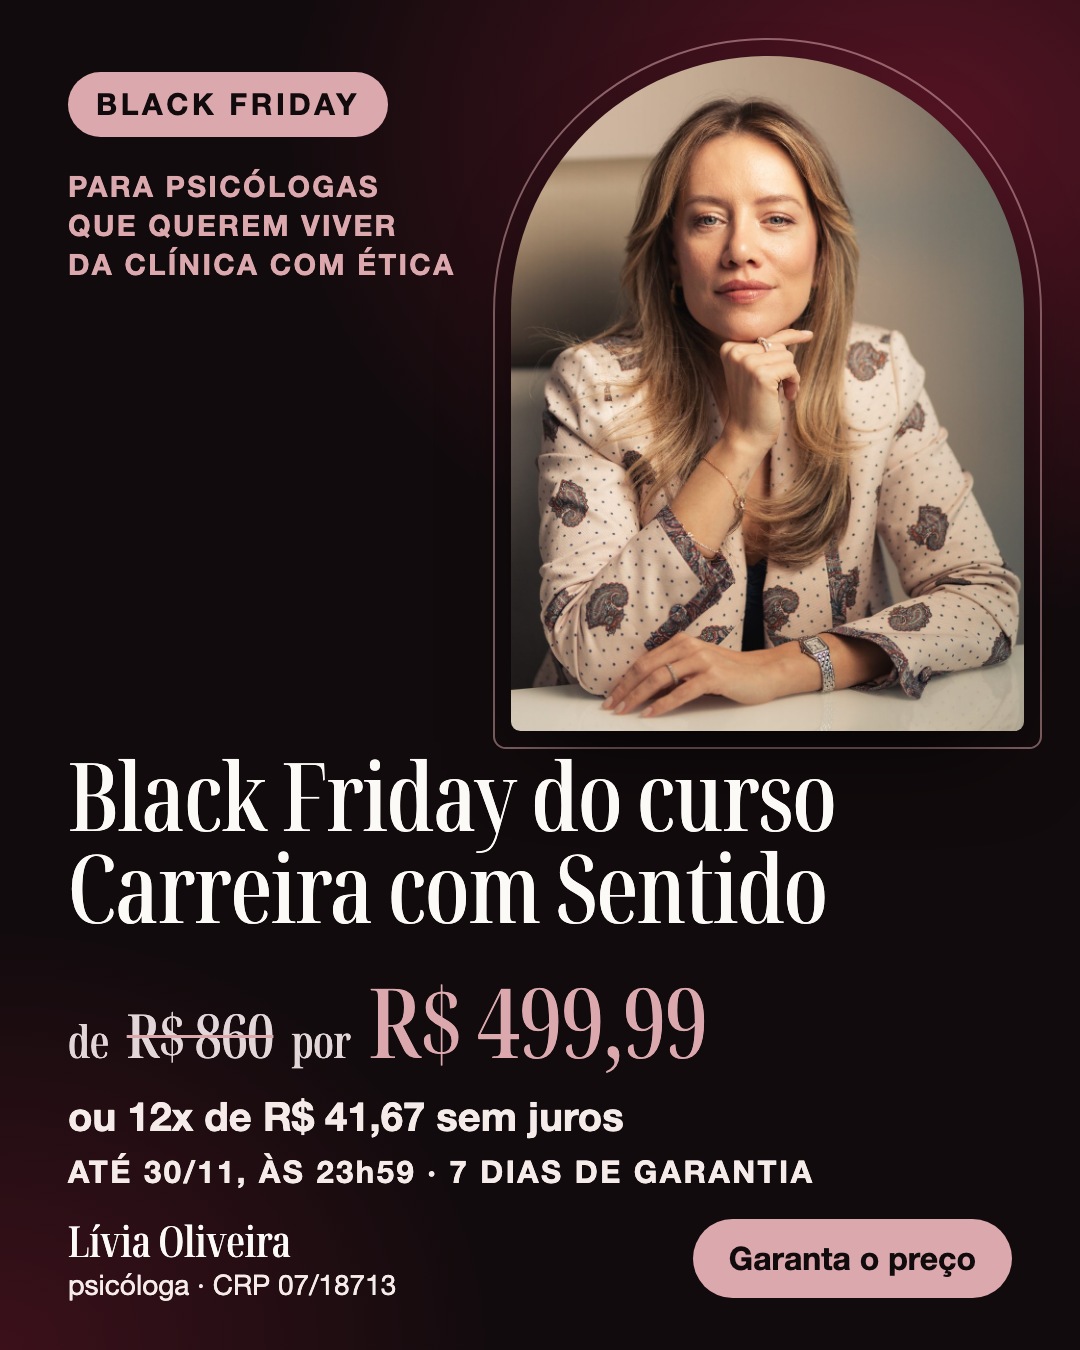 BLACK FRIDAY
PARA PSICÓLOGAS
QUE QUEREM VIVER
DA CLÍNICA COM ÉTICA
Black Friday do curso
Carreira com Sentido
de R$ 860 por R$ 499,99
ou 12x de R$ 41,67 sem juros
ATÉ 30/11, ÀS 23h59 · 7 DIAS DE GARANTIA
Lívia Oliveira
psicóloga · CRP 07/18713
Garanta o preço